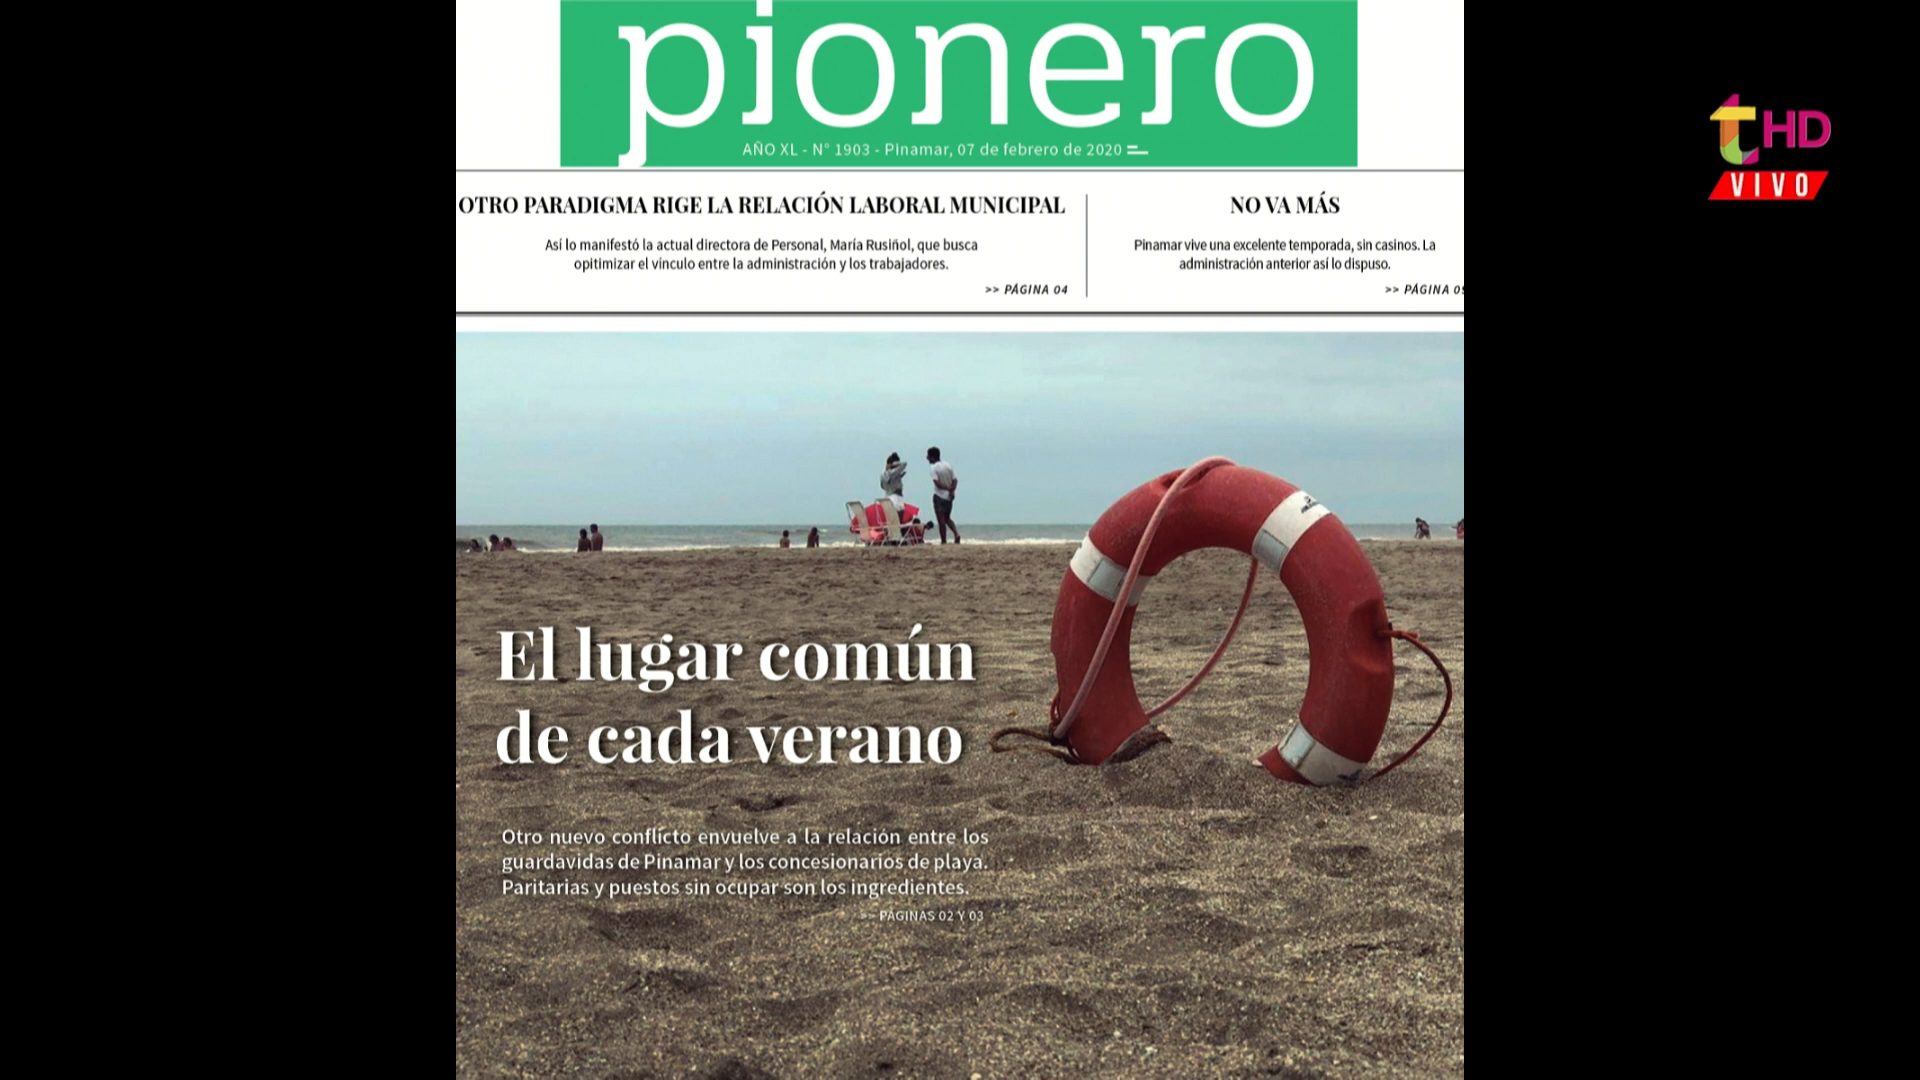 pionero
AÑO XL - N° 1903 - Pinamar, 07 de febrero de 2020
OTRO PARADIGMA RIGE LA RELACIÓN LABORAL MUNICIPAL
Así lo manifestó la actual directora de Personal, María Rusiñol, que busca
opitimizar el vínculo entre la administración y los trabajadores.
>> PÁGINA 04
NO VA MÁS
Pinamar vive una excelente temporada, sin casinos. La
administración anterior así lo dispuso.
>> PÁGINA
tHD
VIVO
El lugar común
de cada verano
Otro nuevo conflicto envuelve a la relación entre los
guardavidas de Pinamar y los concesionarios de playa.
Paritarias y puestos sin ocupar son los ingredientes.
>> PÁGINAS 02 Y 03